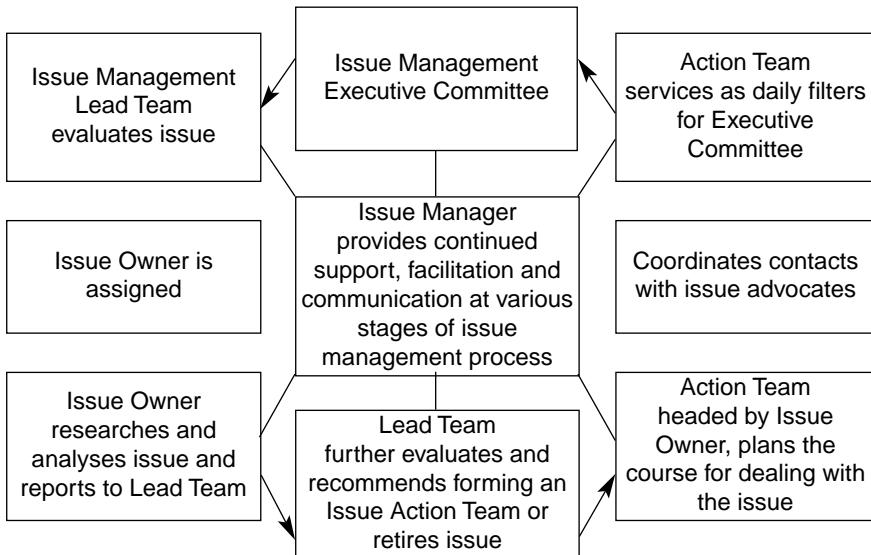 Issue Management
Lead Team
evaluates issue
Issue Management
Executive Committee
Action Team
services as daily filters
for Executive
Committee
Issue Owner is
assigned
Issue Manager
provides continued
support, facilitation and
communication at various
stages of issue
management process
Coordinates contacts
with issue advocates
Issue Owner
researches and
analyses issue and
reports to Lead Team
Lead Team
further evaluates and
recommends forming an
Issue Action Team or
retires issue
Action Team
headed by Issue
Owner, plans the
course for dealing with
the issue